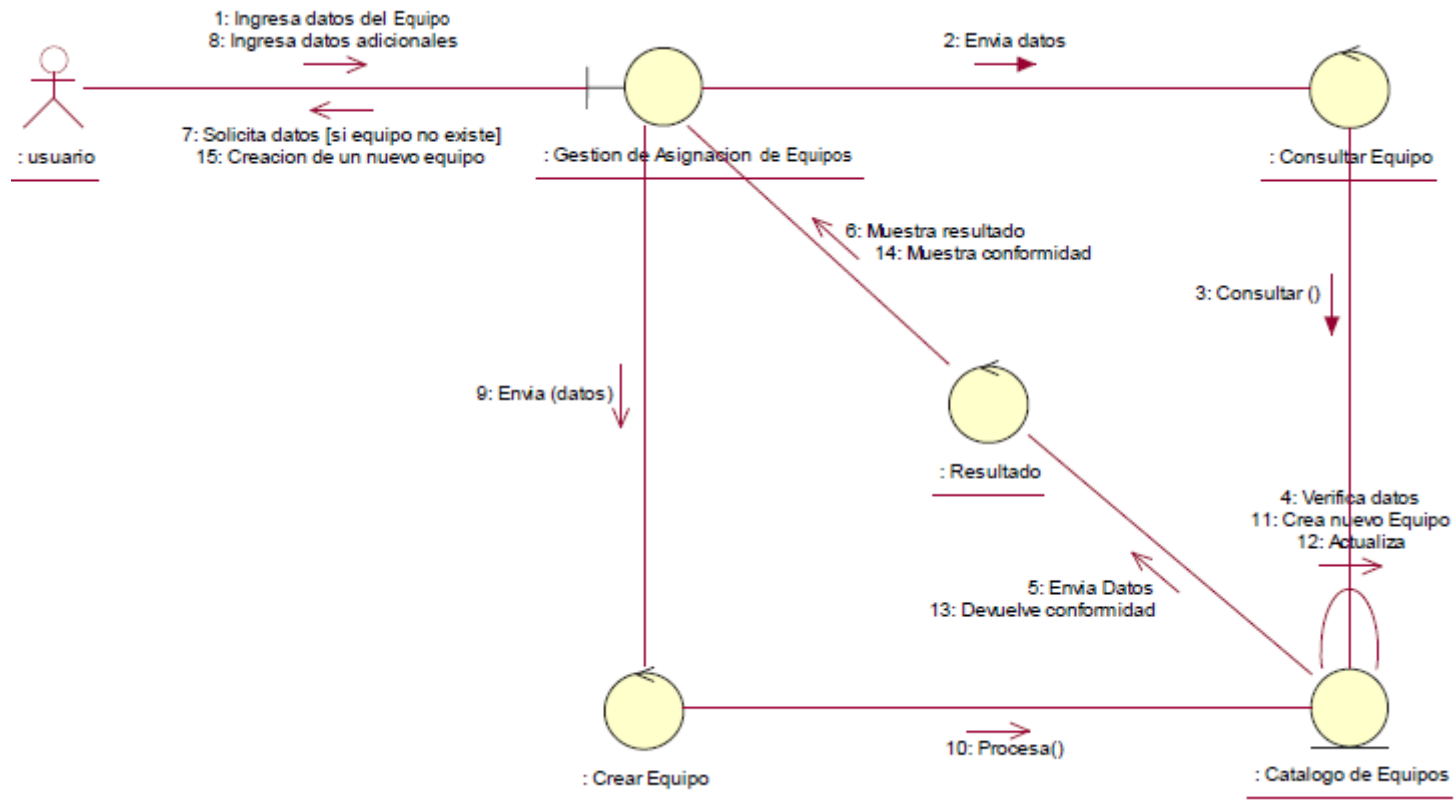 1: Ingresa datos del Equipo
8: Ingresa datos adicionales
2: Envia datos
7: Solicita datos [si equipo no existe]
15: Creacion de un nuevo equipo
: usuario
: Gestion de Asignacion de Equipos
: Consultar Equipo
6: Muestra resultado
14: Muestra conformidad
3: Consultar ()
9: Envia (datos)
: Resultado
4: Verifica datos
11: Crea nuevo Equipo
12: Actualiza
5: Envia Datos
13: Devuelve conformidad
10: Procesa()
: Crear Equipo
: Catalogo de Equipos